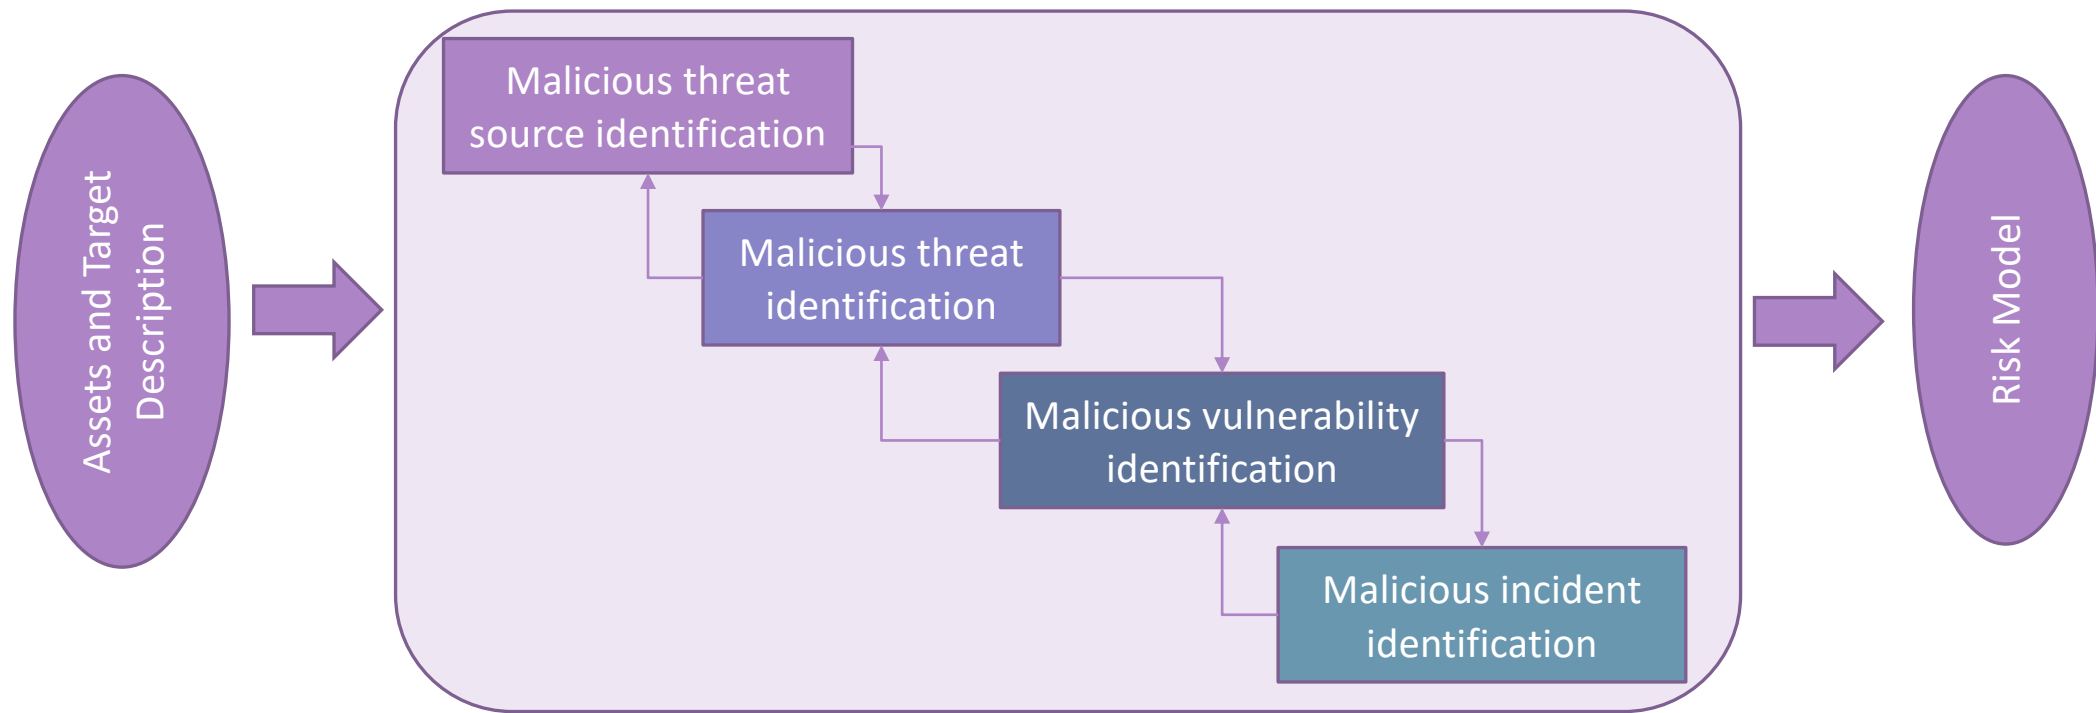 Assets and Target
Description
Malicious threat
source identification
Malicious threat
identification
Malicious vulnerability
identification
Malicious incident
identification
Risk Model